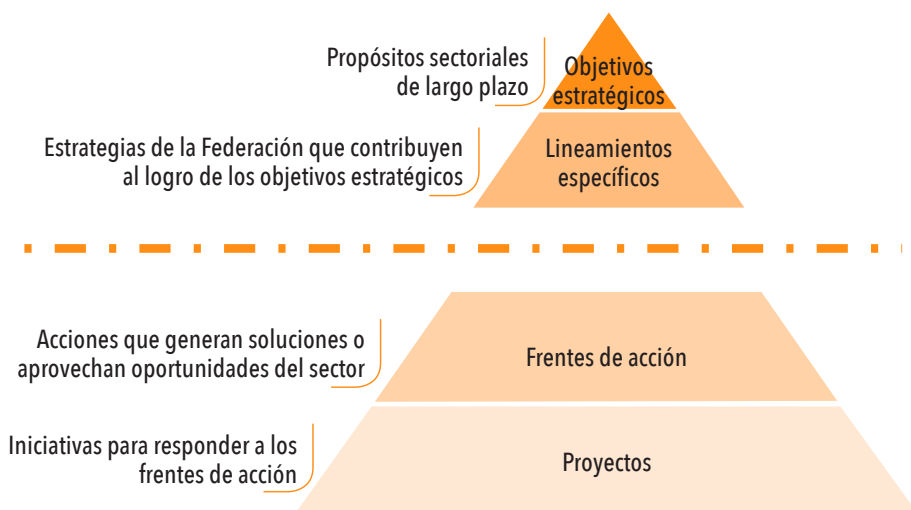 Propósitos sectoriales
de largo plazo
Objetivos
estratégicos
Estrategias de la Federación que contribuyen
al logro de los objetivos estratégicos
Lineamientos
específicos
Acciones que generan soluciones o
aprovechan oportunidades del sector
Frentes de acción
Iniciativas para responder a los
frentes de acción
Proyectos